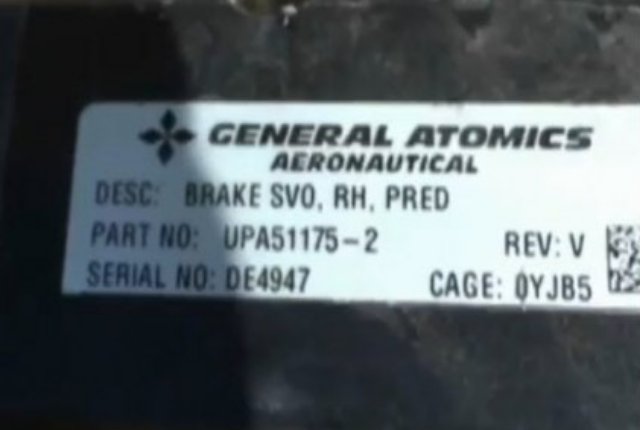 GENERAL ATOMICS
AERONAUTICAL
DESC: BRAKE SVO, RH, PRED
PART NO: UPA51175-2 REV: V
SERIAL NO: DE4947 CAGE: 0YJB5